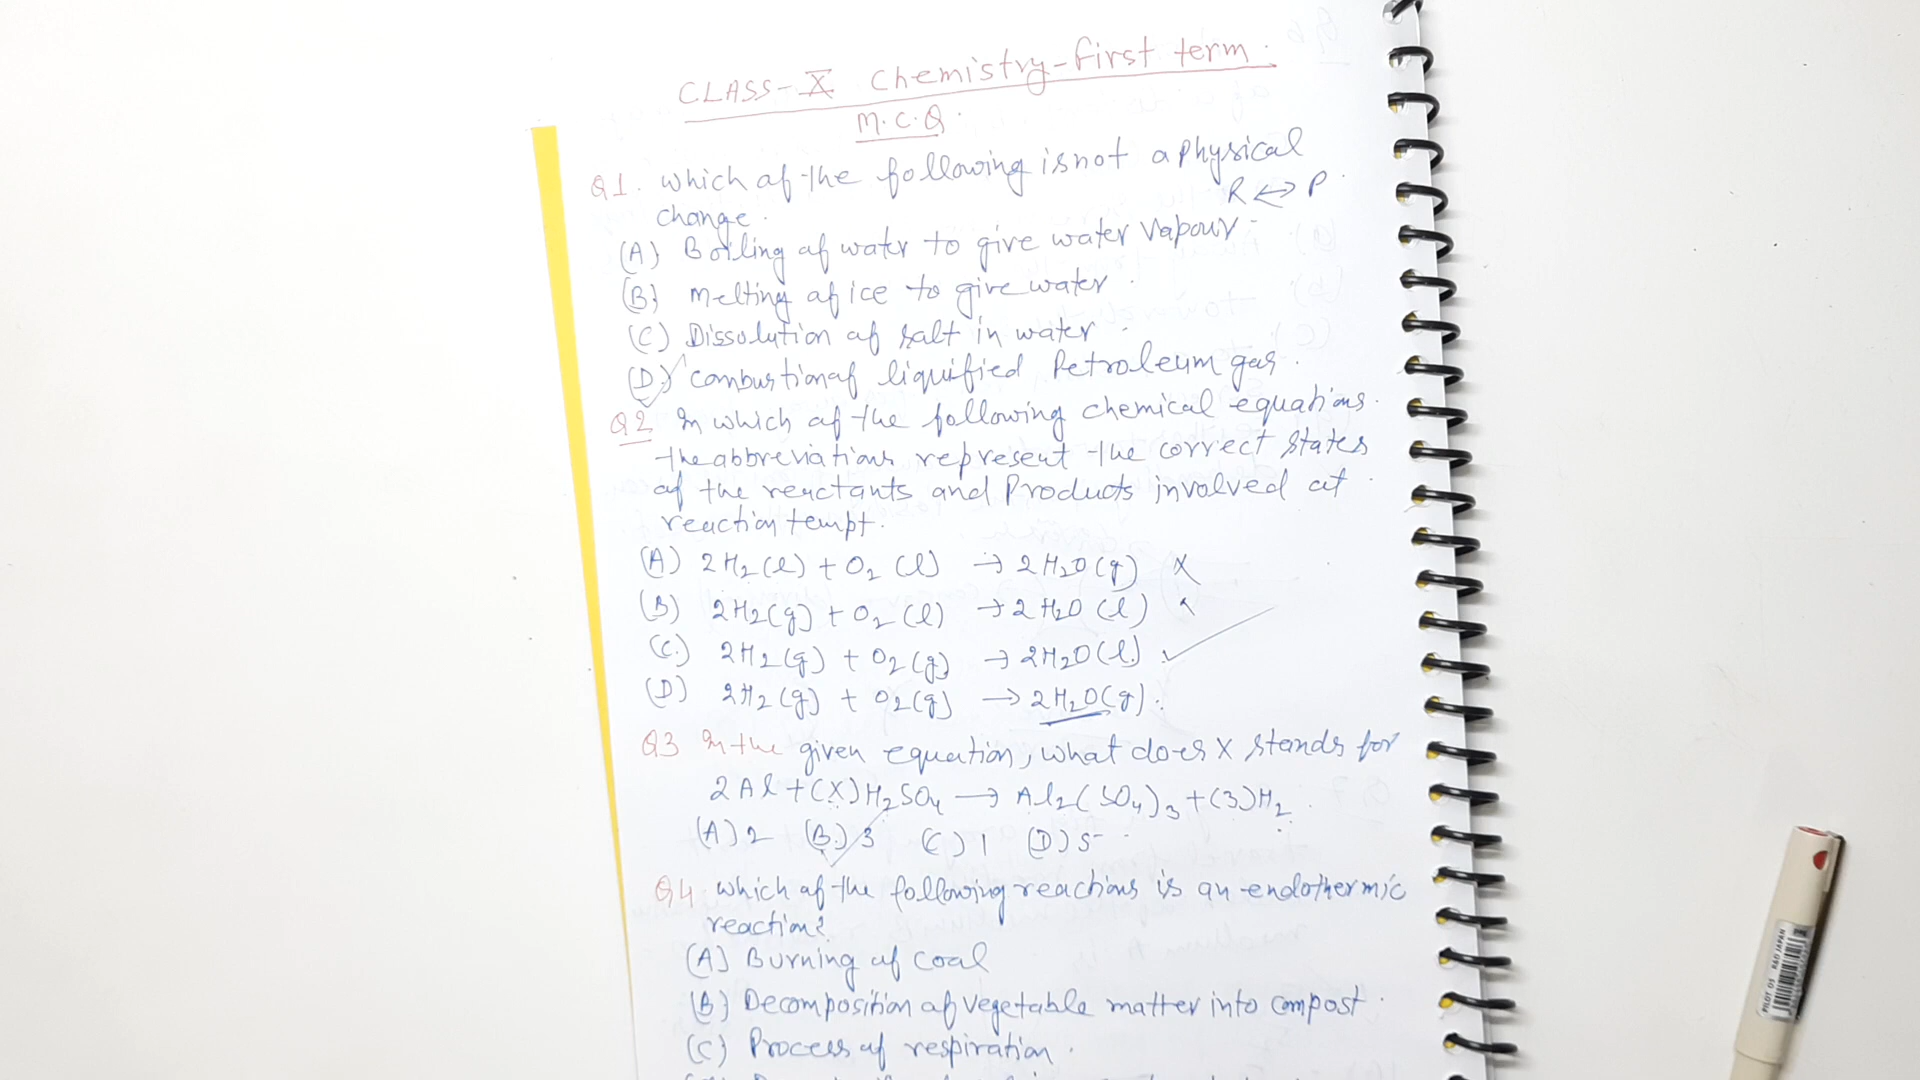 CLASS-X Chemistry-First term.
M.C.Q.
Q1. Which of the following is not a physical
R ↔ P
change.
(A) Boiling of water to give water vapour.
(B) Melting of ice to give water.
(C) Dissolution of salt in water.
(D) combustion of liquified Petroleum gas.
Q2 In which of the following chemical equations.
the abbreviations represent the correct states
of the reactants and Products involved at
reaction tempt.
(A) 2H₂(l) + O₂(l) → 2H₂O(g) X
(B) 2H₂(g) + O₂(l) → 2H₂O(l) x
(C) 2H₂(g) + O₂(g) → 2H₂O(l) ✓
(D) 2H₂(g) + O₂(g) → 2H₂O(g).
Q3 In the given equation, what does X stands for
2Al + (X)H₂SO₄ → Al₂(SO₄)₃ + (3)H₂.
(A) 2 (B) 3 (C) 1 (D) 5
Q4 Which of the following reactions is an endothermic
reaction?
(A) Burning of coal
(B) Decomposition of vegetable matter into compost.
(C) Process of respiration.
PILOT 01 R&D JAPAN